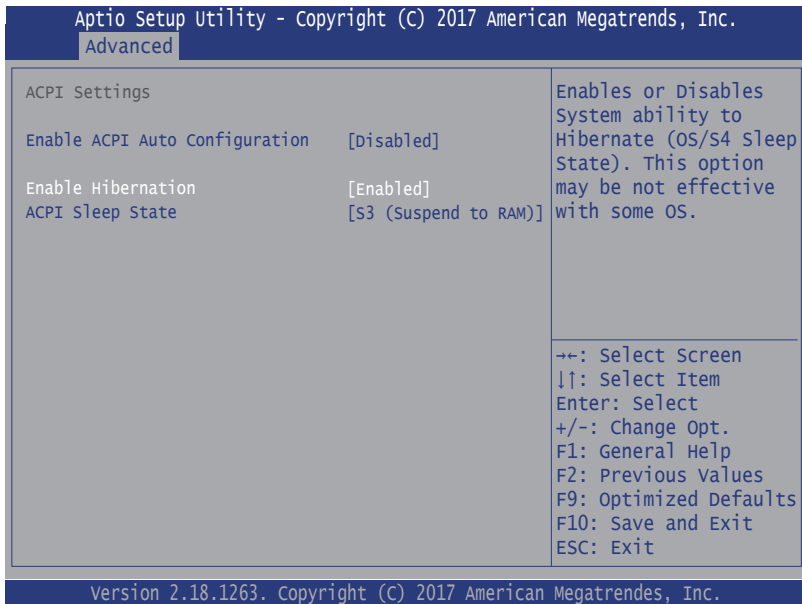 Aptio Setup Utility - Copyright (C) 2017 American Megatrends, Inc.
Advanced
ACPI Settings
Enable ACPI Auto Configuration [Disabled]
Enable Hibernation [Enabled]
ACPI Sleep State [S3 (Suspend to RAM)]
Enables or Disables
System ability to
Hibernate (OS/S4 Sleep
State). This option
may be not effective
with some OS.
→←: Select Screen
↓↑: Select Item
Enter: Select
+/-: Change Opt.
F1: General Help
F2: Previous Values
F9: Optimized Defaults
F10: Save and Exit
ESC: Exit
Version 2.18.1263. Copyright (C) 2017 American Megatrendes, Inc.